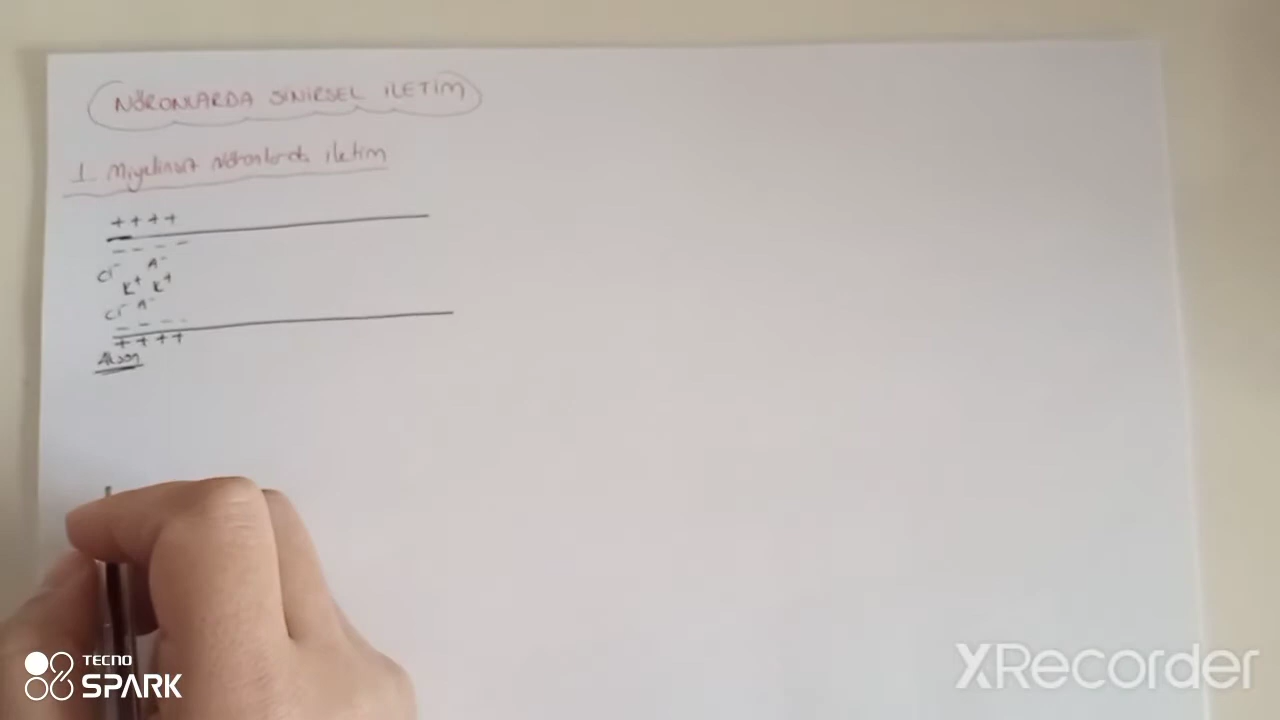 NÖRONLARDA SİNİRSEL İLETİM
1. Miyelinsiz Nöronlarda iletim
++++
- - - -
Cl⁻ A⁻
K⁺ K⁺
Cl⁻ A⁻
- - - -
++++
Akson
TECNO
SPARK
XRecorder